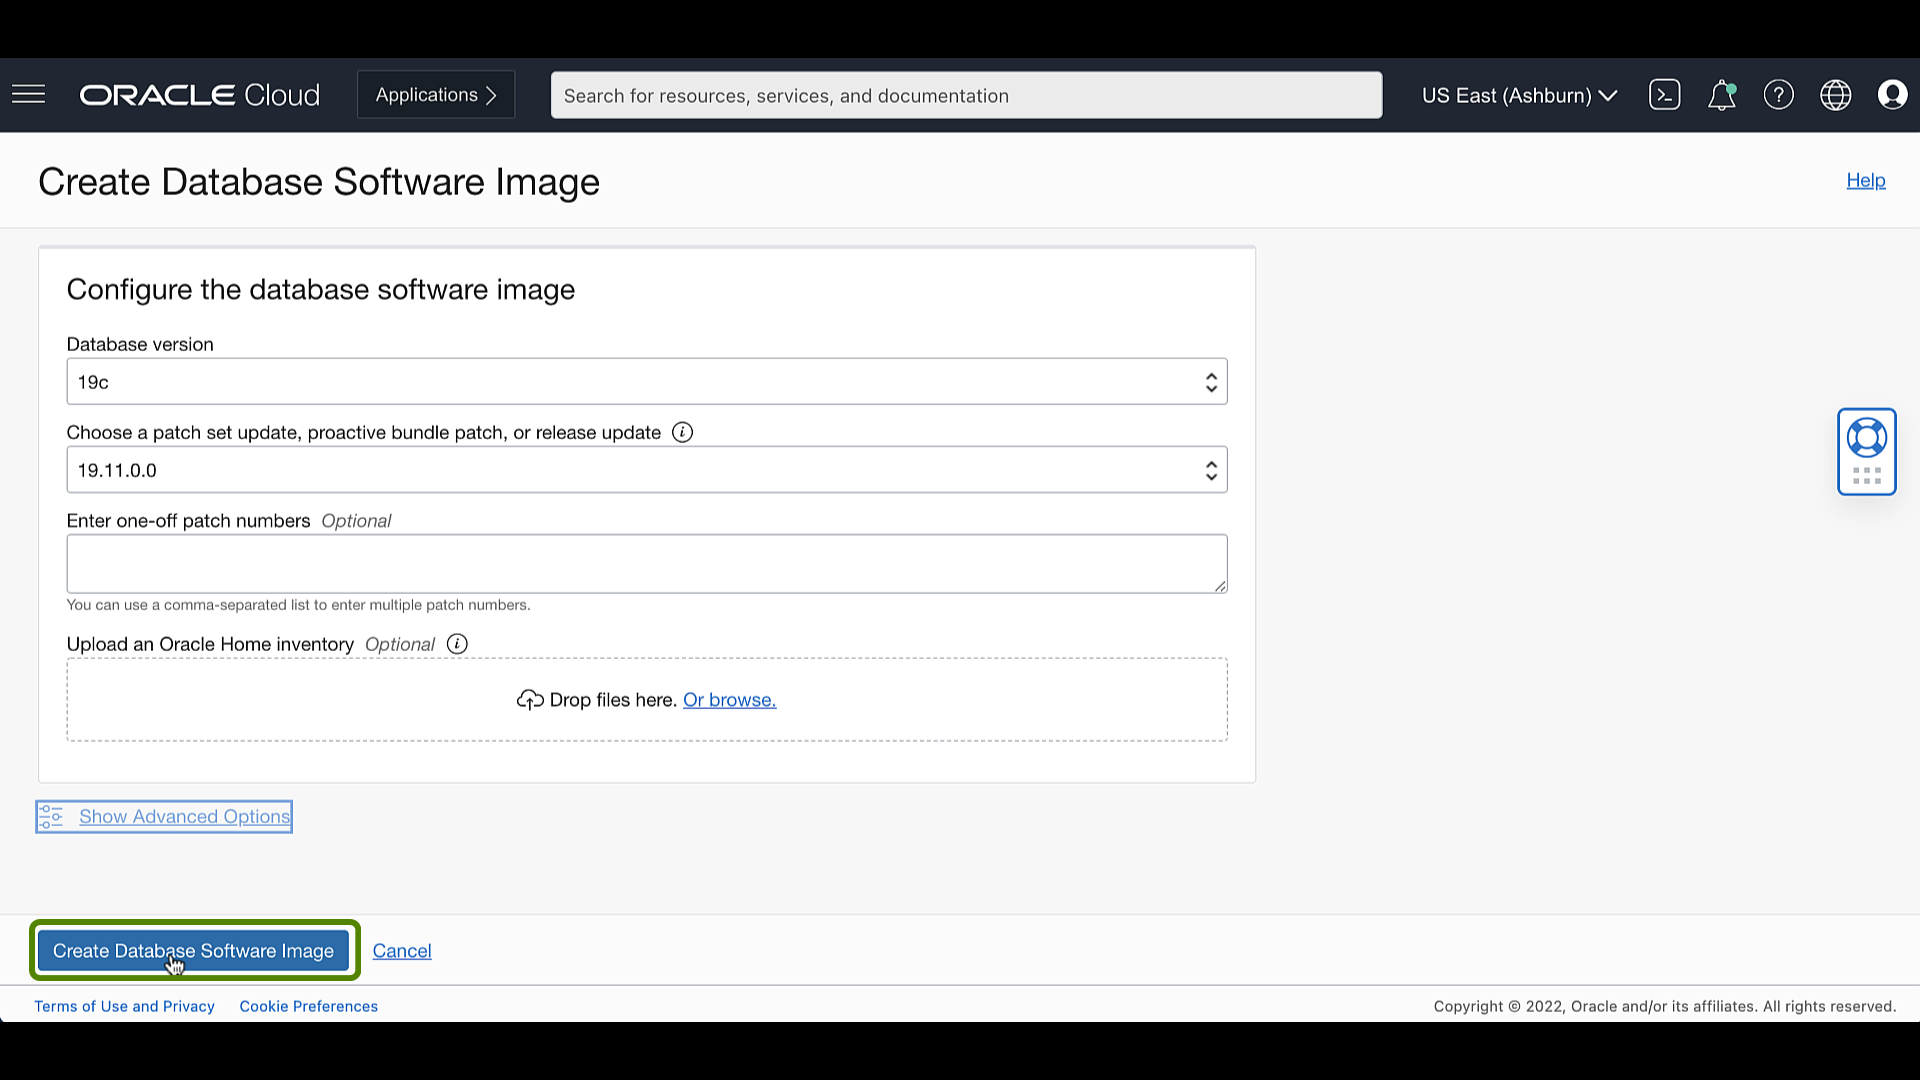 ORACLE Cloud
Applications
Search for resources, services, and documentation
US East (Ashburn)
Create Database Software Image
Help
Configure the database software image
Database version
19c
Choose a patch set update, proactive bundle patch, or release update
19.11.0.0
Enter one-off patch numbers Optional
You can use a comma-separated list to enter multiple patch numbers.
Upload an Oracle Home inventory Optional
Drop files here. Or browse.
Show Advanced Options
Create Database Software Image
Cancel
Terms of Use and Privacy
Cookie Preferences
Copyright © 2022, Oracle and/or its affiliates. All rights reserved.